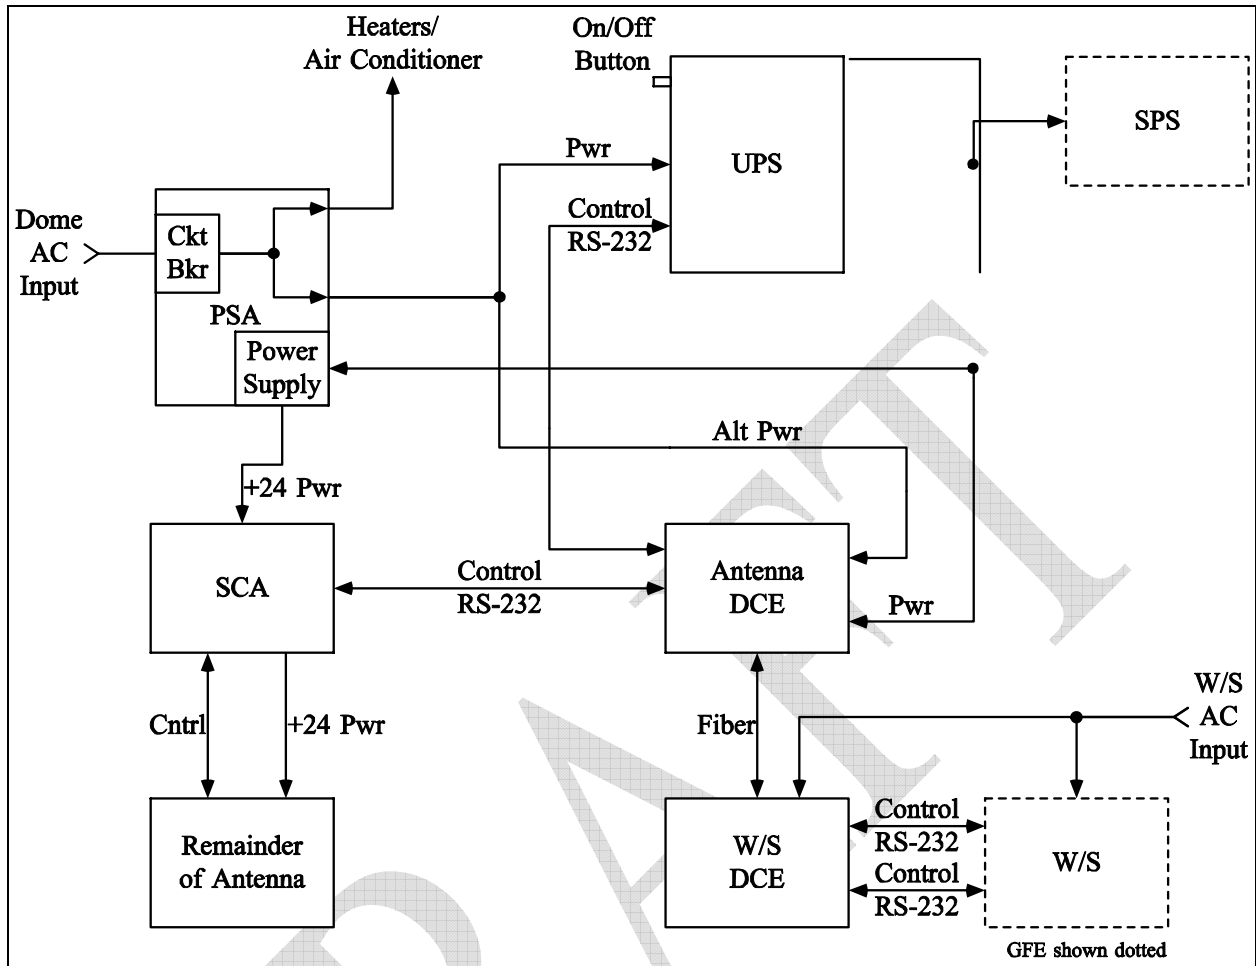 Heaters/
Air Conditioner
On/Off
Button
UPS
SPS
Pwr
Control
RS-232
Dome
AC
Input
Ckt
Bkr
PSA
Power
Supply
Alt Pwr
+24 Pwr
SCA
Control
RS-232
Antenna
DCE
Pwr
Cntrl
+24 Pwr
Fiber
W/S
AC
Input
Remainder
of Antenna
W/S
DCE
Control
RS-232
Control
RS-232
W/S
GFE shown dotted
DRAFT